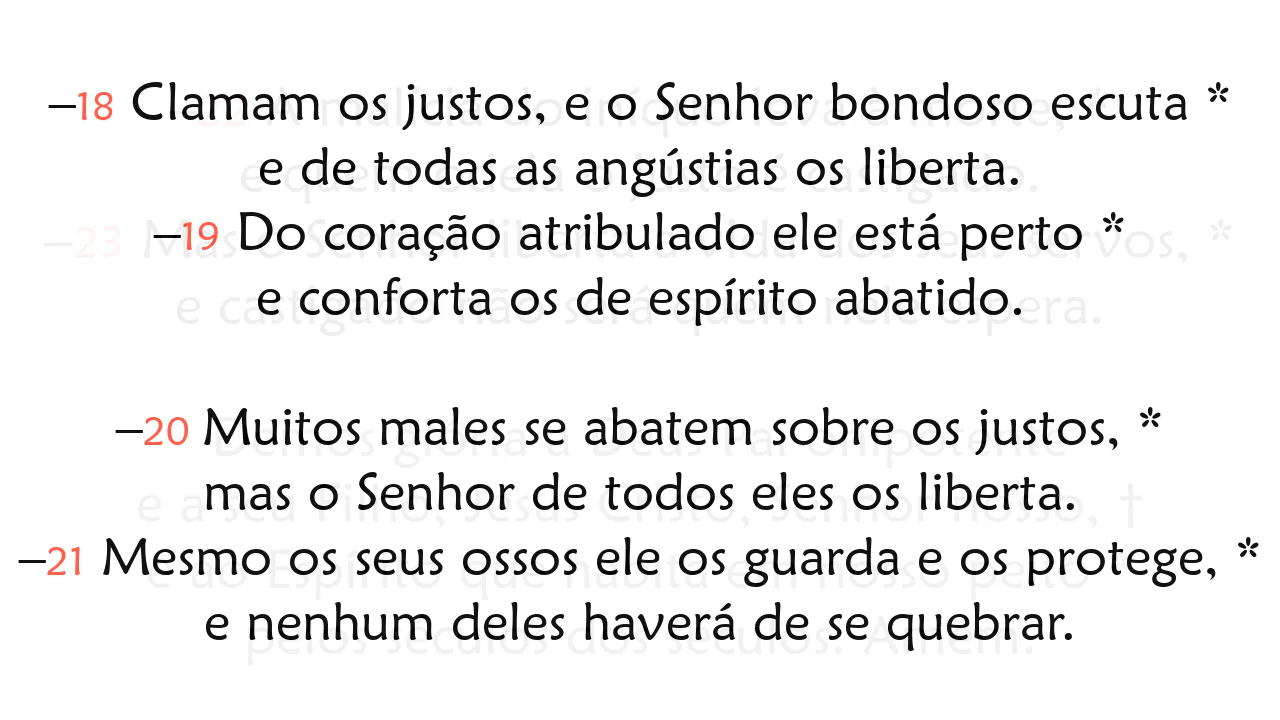 –18 Clamam os justos, e o Senhor bondoso escuta *
e de todas as angústias os liberta.
–19 Do coração atribulado ele está perto *
e conforta os de espírito abatido.
–20 Muitos males se abatem sobre os justos, *
mas o Senhor de todos eles os liberta.
–21 Mesmo os seus ossos ele os guarda e os protege, *
e nenhum deles haverá de se quebrar.